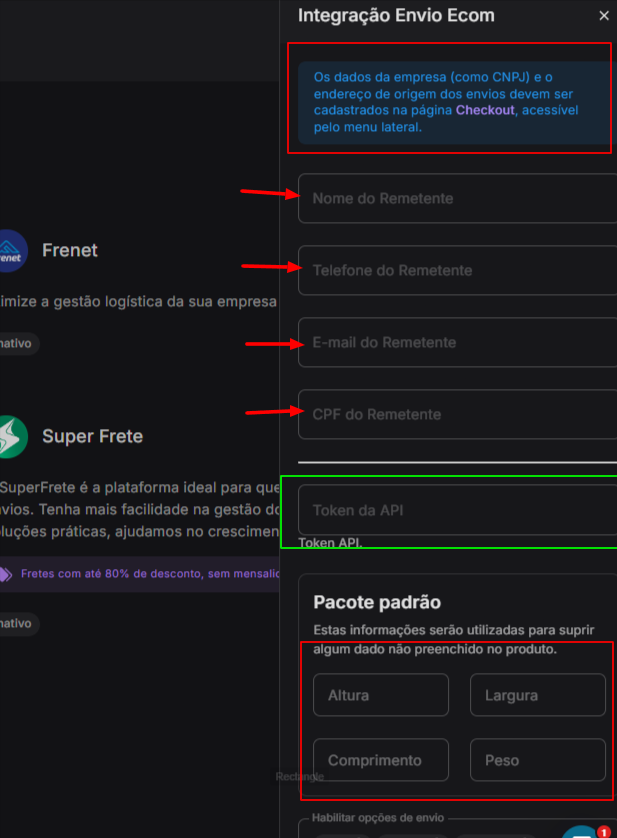 Integração Envio Ecom
Os dados da empresa (como CNPJ) e o
endereço de origem dos envios devem ser
cadastrados na página Checkout, acessível
pelo menu lateral.
Nome do Remetente
Telefone do Remetente
E-mail do Remetente
CPF do Remetente
Token da API
Token API.
Pacote padrão
Estas informações serão utilizadas para suprir
algum dado não preenchido no produto.
Altura
Largura
Comprimento
Peso
Rectangle
Habilitar opções de envio
1
Frenet
imize a gestão logística da sua empresa
nativo
Super Frete
SuperFrete é a plataforma ideal para que
vios. Tenha mais facilidade na gestão do
luções práticas, ajudamos no crescimen
Fretes com até 80% de desconto, sem mensalid
nativo